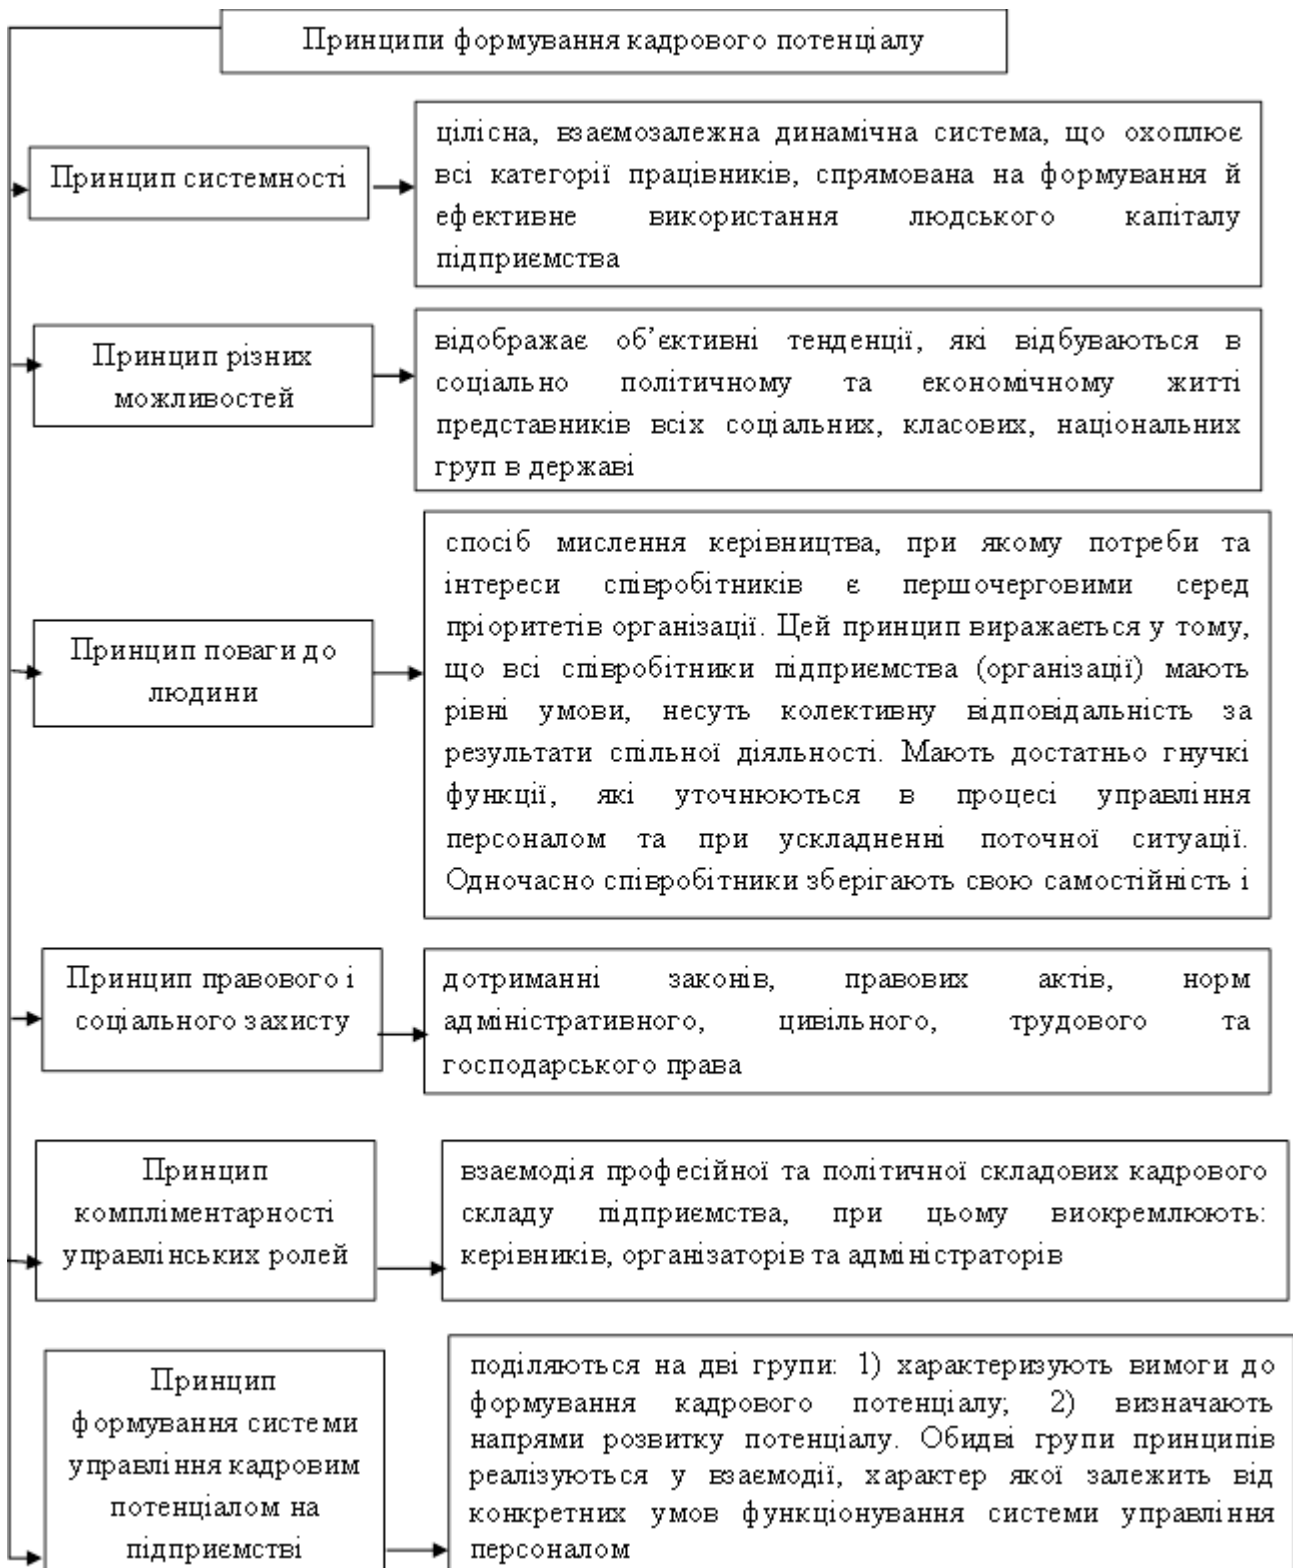 Принципи формування кадрового потенціалу
Принцип системності
цілісна, взаємозалежна динамічна система, що охоплює
всі категорії працівників, спрямована на формування й
ефективне використання людського капіталу
підприємства
Принцип різних
можливостей
відображає об’єктивні тенденції, які відбуваються в
соціально політичному та економічному житті
представників всіх соціальних, класових, національних
груп в державі
Принцип поваги до
людини
спосіб мислення керівництва, при якому потреби та
інтереси співробітників є першочерговими серед
пріоритетів організації. Цей принцип виражається у тому,
що всі співробітники підприємства (організації) мають
рівні умови, несуть колективну відповідальність за
результати спільної діяльності. Мають достатньо гнучкі
функції, які уточнюються в процесі управління
персоналом та при ускладненні поточної ситуації.
Одночасно співробітники зберігають свою самостійність і
Принцип правового і
соціального захисту
дотриманні законів, правових актів, норм
адміністративного, цивільного, трудового та
господарського права
Принцип
компліментарності
управлінських ролей
взаємодія професійної та політичної складових кадрового
складу підприємства, при цьому виокремлюють:
керівників, організаторів та адміністраторів
Принцип
формування системи
управління кадровим
потенціалом на
підприємстві
поділяються на дві групи: 1) характеризують вимоги до
формування кадрового потенціалу; 2) визначають
напрями розвитку потенціалу. Обидві групи принципів
реалізуються у взаємодії, характер якої залежить від
конкретних умов функціонування системи управління
персоналом